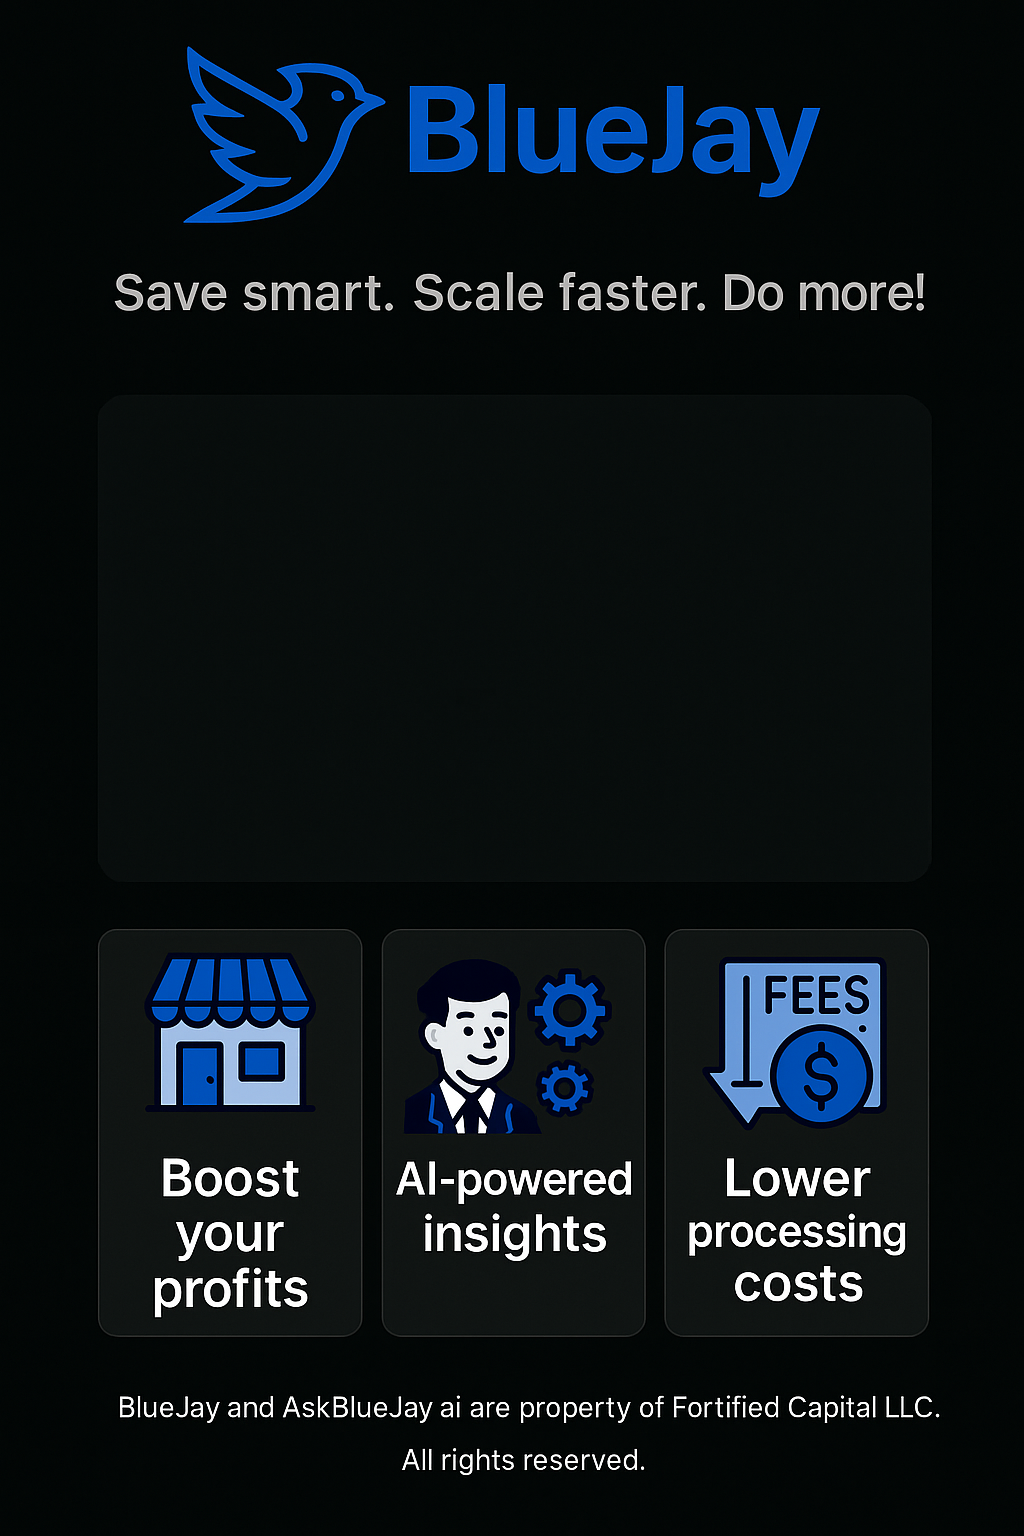 BlueJay
Save smart. Scale faster. Do more!
FEES
$
Boost
your
profits
AI-powered
insights
Lower
processing
costs
BlueJay and AskBlueJay ai are property of Fortified Capital LLC.
All rights reserved.